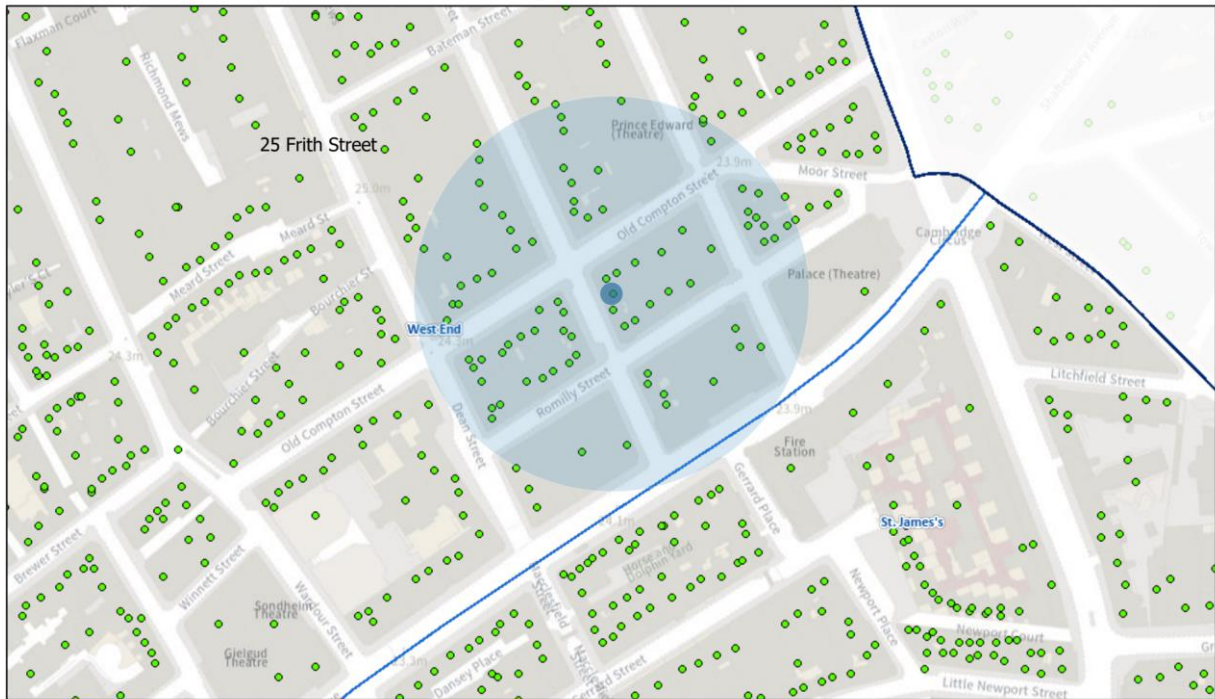 Flaxman Court
Richmond Mews
Bateman Street
25 Frith Street
Prince Edward
(Theatre)
23.9m
Moor Street
25.0m
Old Compton Street
Meard St
Meard Street
Cambridge
Circus
Palace (Theatre)
Bourchier St
West End
24.3m
24.3m
Bourchier Street
Romilly Street
Litchfield Street
Old Compton Street
Dean Street
23.9m
Fire
Station
Gerrard Place
24.1m
St. James's
Brewer Street
Winnett Street
Horse and
Dolphin Yard
Wardour Street
Macclesfield
Street
Newport Place
Sondheim
Theatre
Newport Court
Gielgud
Theatre
23.3m
Dansey Place
Gerrard Street
Little Newport Street